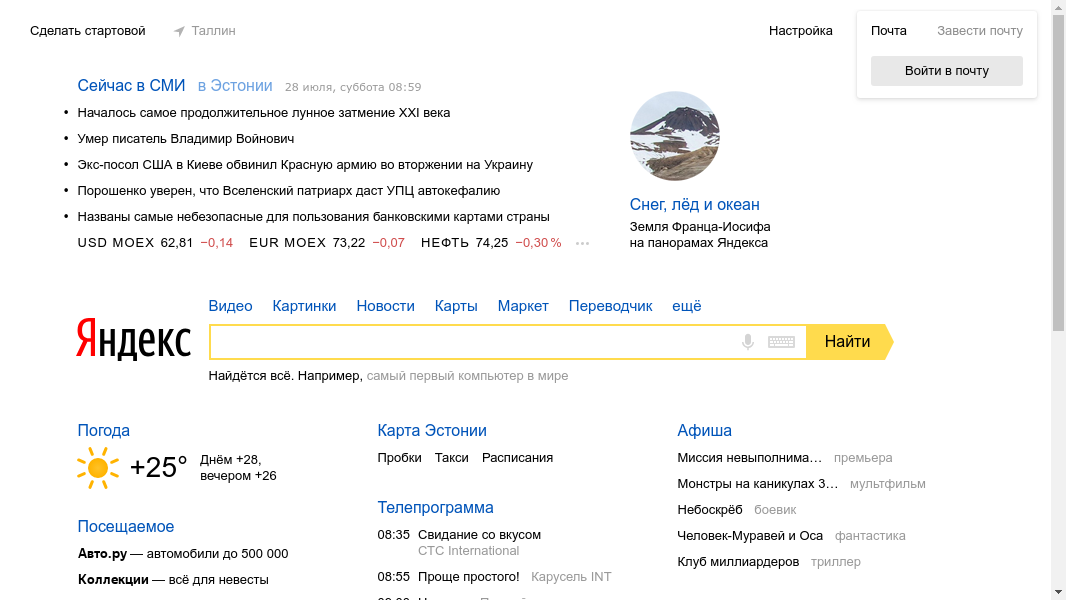 Сделать стартовой Таллин Настройка Почта Завести почту
Войти в почту
Сейчас в СМИ в Эстонии 28 июля, суббота 08:59
• Началось самое продолжительное лунное затмение XXI века
• Умер писатель Владимир Войнович
• Экс-посол США в Киеве обвинил Красную армию во вторжении на Украину
• Порошенко уверен, что Вселенский патриарх даст УПЦ автокефалию
• Названы самые небезопасные для пользования банковскими картами страны
USD MOEX 62,81 −0,14 EUR MOEX 73,22 −0,07 НЕФТЬ 74,25 −0,30 %
Снег, лёд и океан
Земля Франца-Иосифа
на панорамах Яндекса
Видео Картинки Новости Карты Маркет Переводчик ещё
Яндекс
Найти
Найдётся всё. Например, самый первый компьютер в мире
Погода
+25°
Днём +28,
вечером +26
Посещаемое
Авто.ру — автомобили до 500 000
Коллекции — всё для невесты
Карта Эстонии
Пробки Такси Расписания
Телепрограмма
08:35 Свидание со вкусом
СТС International
08:55 Проще простого! Карусель INT
Афиша
Миссия невыполнима… премьера
Монстры на каникулах 3… мультфильм
Небоскрёб боевик
Человек-Муравей и Оса фантастика
Клуб миллиардеров триллер